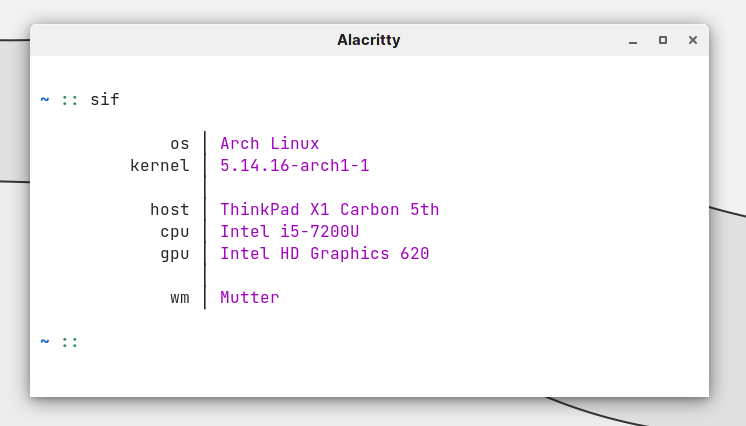 Alacritty
~ :: sif
os │ Arch Linux
kernel │ 5.14.16-arch1-1
host │ ThinkPad X1 Carbon 5th
cpu │ Intel i5-7200U
gpu │ Intel HD Graphics 620
wm │ Mutter
~ ::